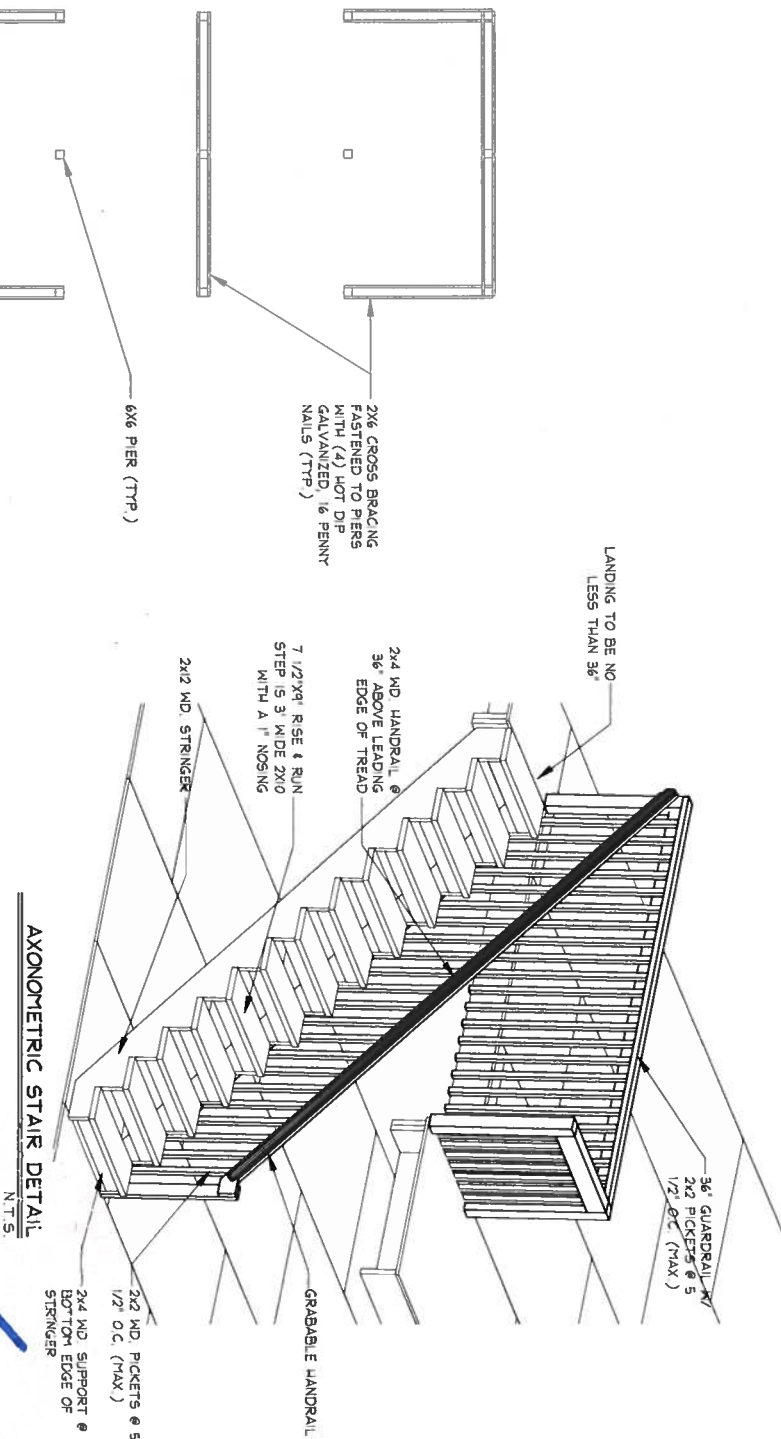 2X6 CROSS BRACING
FASTENED TO PIERS
WITH (4) HOT DIP
GALVANIZED, 16 PENNY
NAILS (TYP.)
6X6 PIER (TYP.)
LANDING TO BE NO
LESS THAN 36"
2x4 WD. HANDRAIL @
36" ABOVE LEADING
EDGE OF TREAD
7 1/2"X9" RISE & RUN
STEP IS 3' WIDE 2X10
WITH A 1" NOSING
2x12 WD. STRINGER
36" GUARDRAIL W/
2x2 PICKETS @ 5
1/2" O.C. (MAX.)
GRABABLE HANDRAIL
2x2 WD. PICKETS @ 5
1/2" O.C. (MAX.)
2x4 WD. SUPPORT @
BOTTOM EDGE OF
STRINGER
AXONOMETRIC STAIR DETAIL
N.T.S.